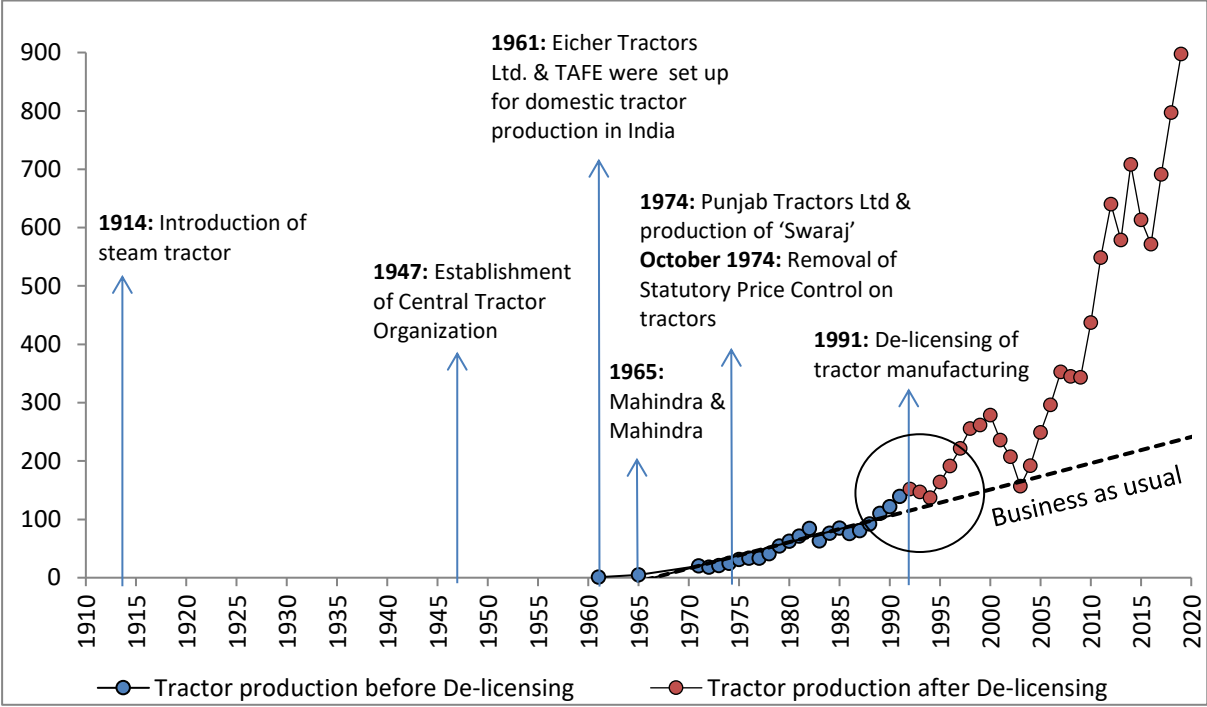 900
800
700
600
500
400
300
200
100
0
1914: Introduction of
steam tractor
1947: Establishment
of Central Tractor
Organization
1961: Eicher Tractors
Ltd. & TAFE were set up
for domestic tractor
production in India
1965:
Mahindra &
Mahindra
1974: Punjab Tractors Ltd &
production of ‘Swaraj’
October 1974: Removal of
Statutory Price Control on
tractors
1991: De-licensing of
tractor manufacturing
Business as usual
1910
1915
1920
1925
1930
1935
1940
1945
1950
1955
1960
1965
1970
1975
1980
1985
1990
1995
2000
2005
2010
2015
2020
Tractor production before De-licensing
Tractor production after De-licensing